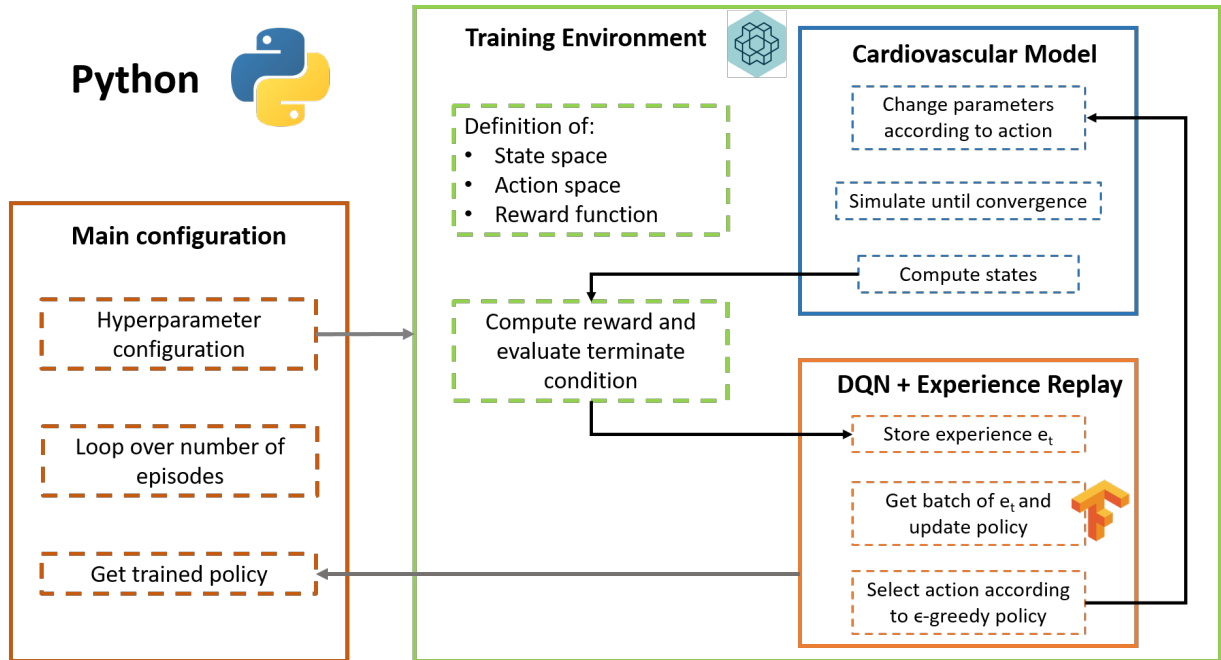 Python
Main configuration
Hyperparameter
configuration
Loop over number of
episodes
Get trained policy
Training Environment
Definition of:
• State space
• Action space
• Reward function
Compute reward and
evaluate terminate
condition
Cardiovascular Model
Change parameters
according to action
Simulate until convergence
Compute states
DQN + Experience Replay
Store experience eₜ
Get batch of eₜ and
update policy
Select action according
to ϵ-greedy policy